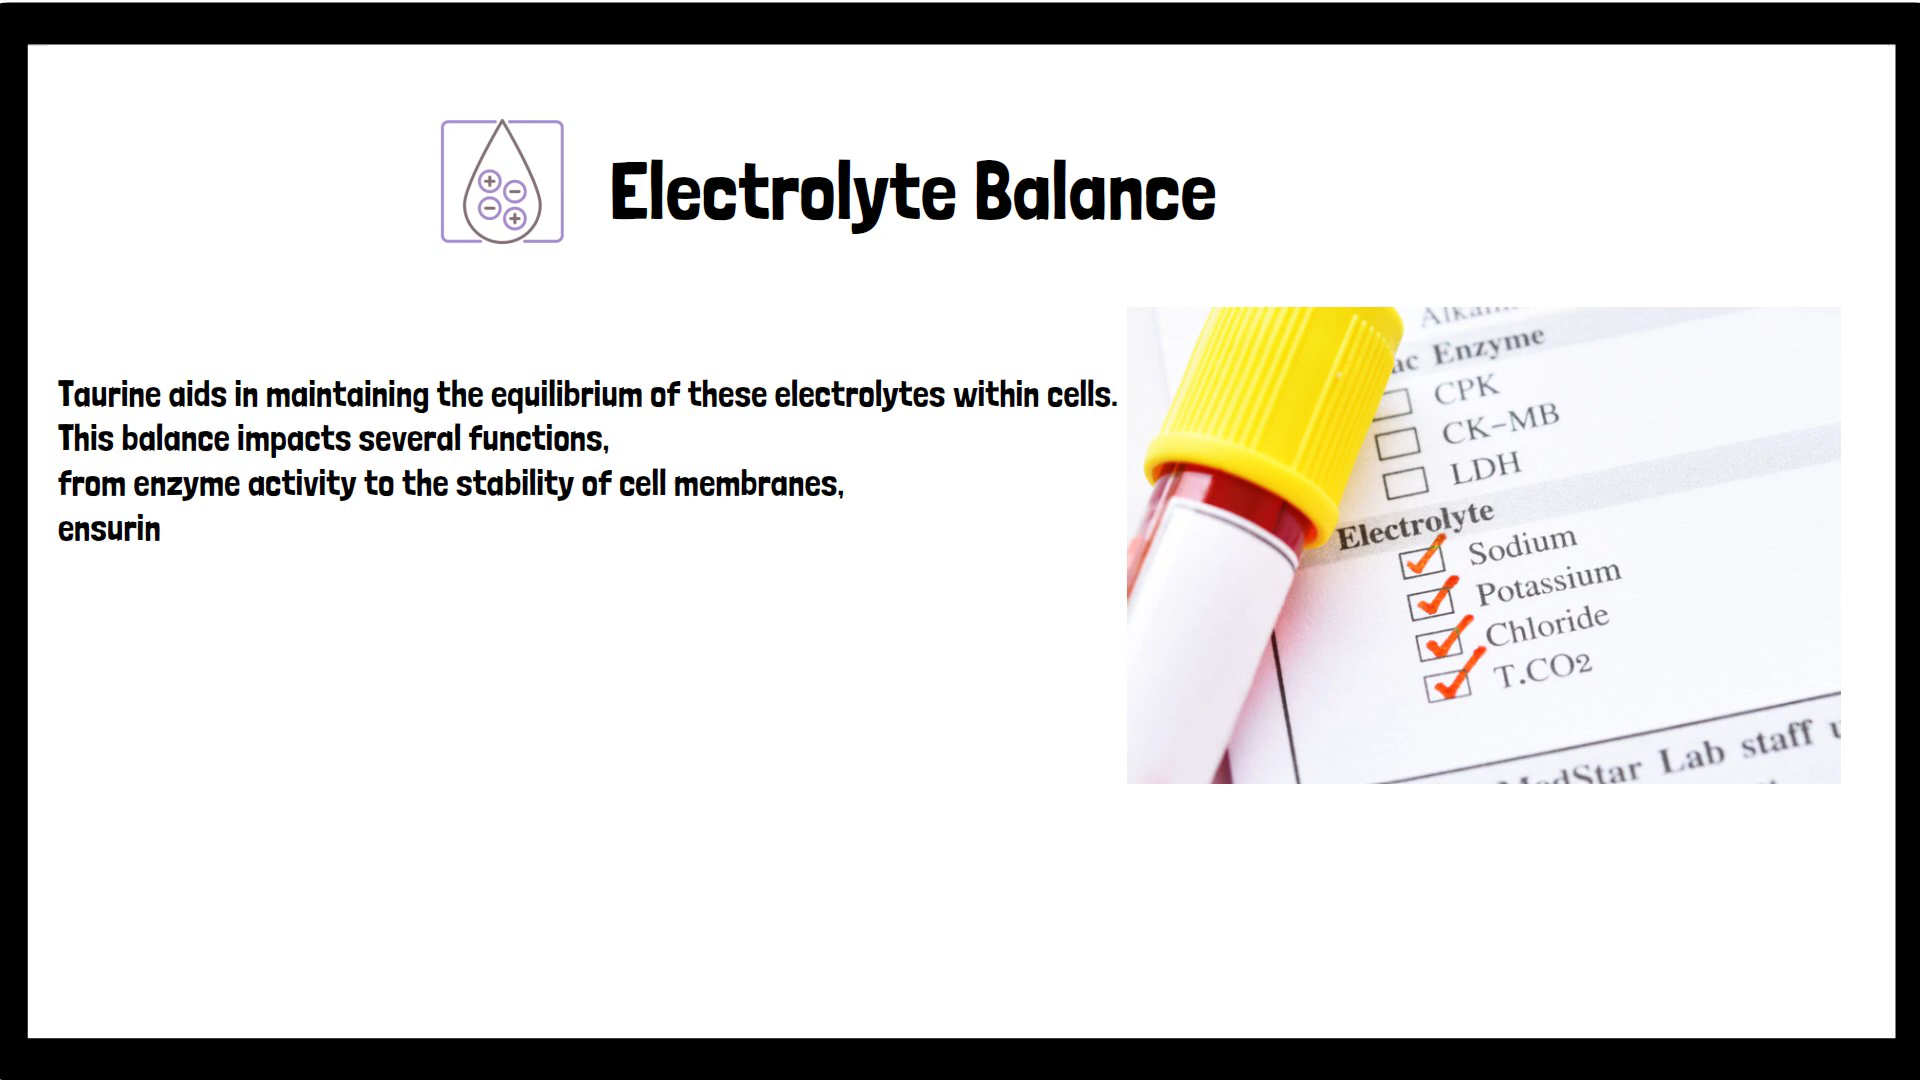 Electrolyte Balance
Taurine aids in maintaining the equilibrium of these electrolytes within cells.
This balance impacts several functions,
from enzyme activity to the stability of cell membranes,
ensurin
Enzyme
CPK
CK-MB
LDH
Electrolyte
Sodium
Potassium
Chloride
T.CO2
MedStar Lab staff